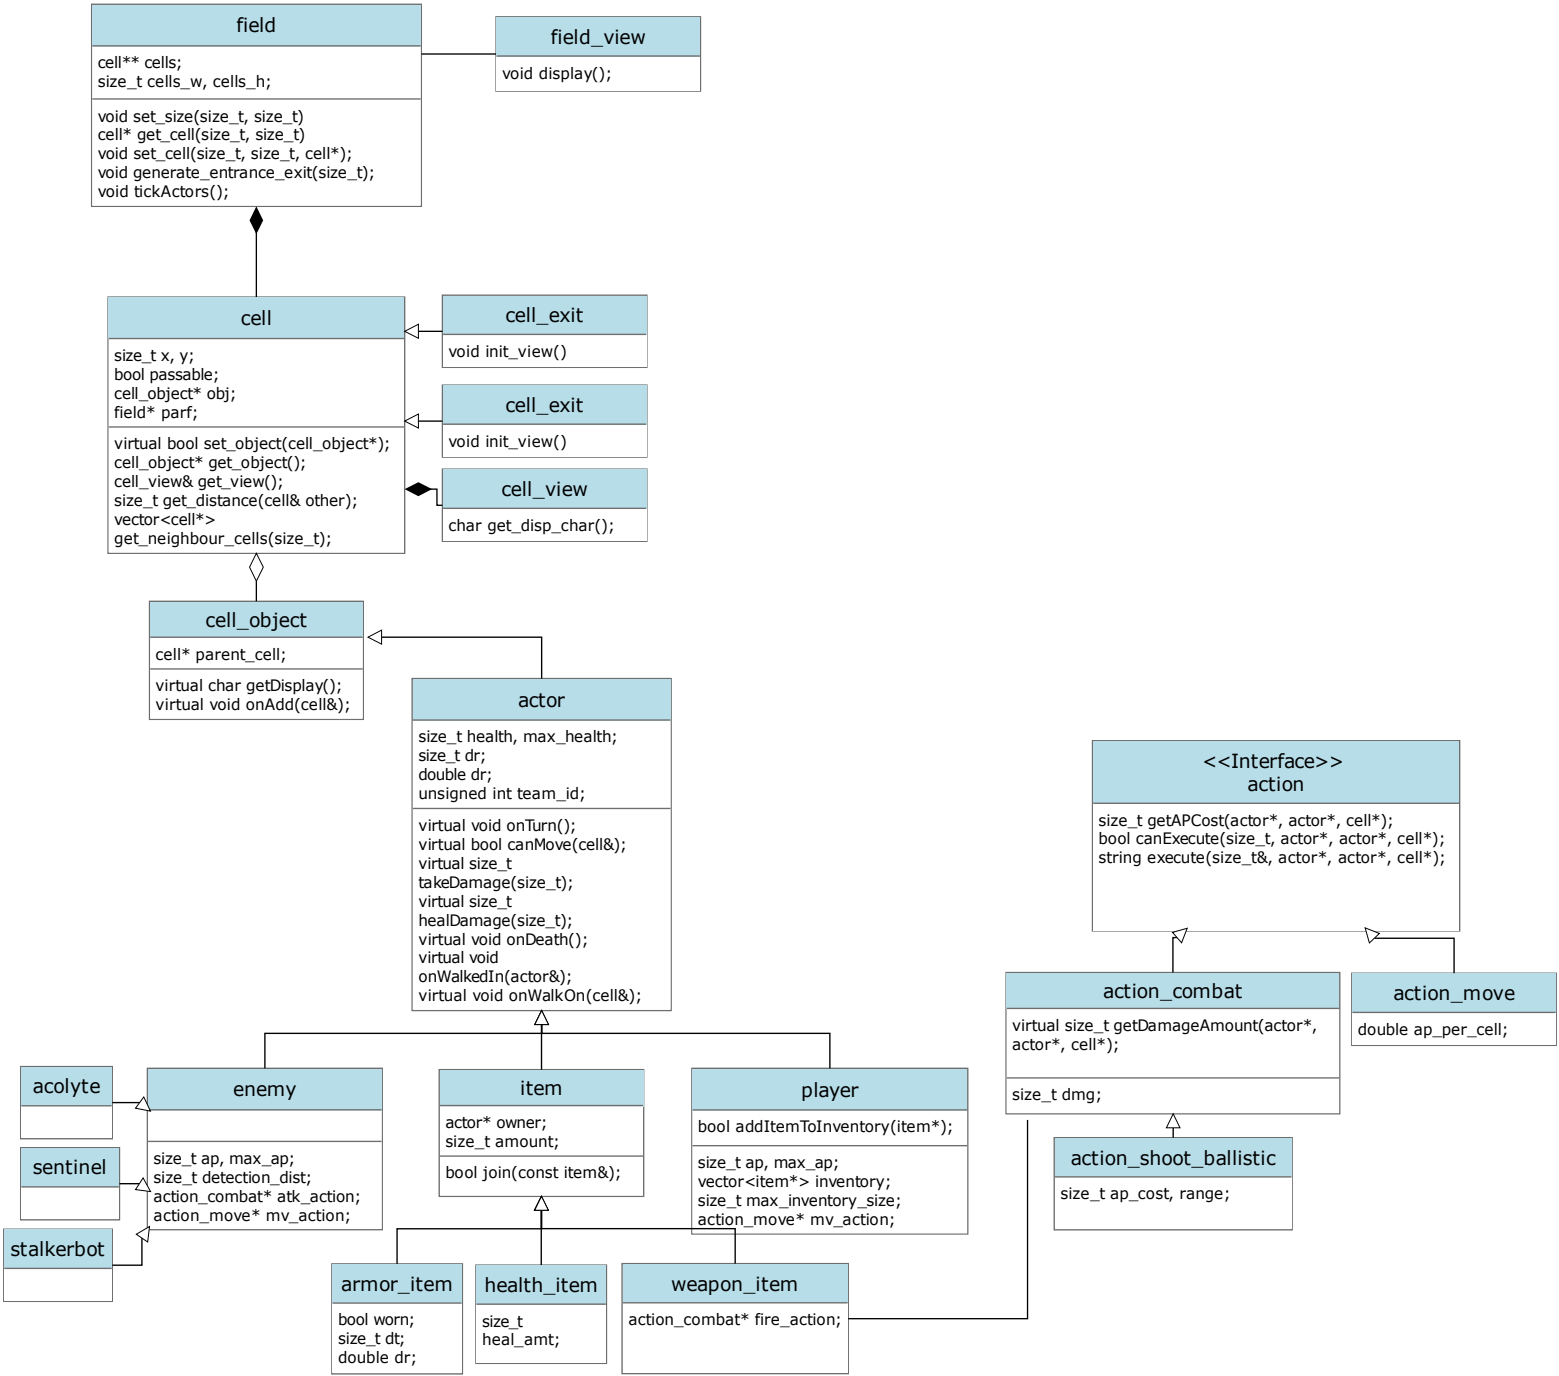 field
cell** cells;
size_t cells_w, cells_h;
void set_size(size_t, size_t)
cell* get_cell(size_t, size_t)
void set_cell(size_t, size_t, cell*);
void generate_entrance_exit(size_t);
void tickActors();
field_view
void display();
cell
size_t x, y;
bool passable;
cell_object* obj;
field* parf;
virtual bool set_object(cell_object*);
cell_object* get_object();
cell_view& get_view();
size_t get_distance(cell& other);
vector<cell*>
get_neighbour_cells(size_t);
cell_exit
void init_view()
cell_exit
void init_view()
cell_view
char get_disp_char();
cell_object
cell* parent_cell;
virtual char getDisplay();
virtual void onAdd(cell&);
actor
size_t health, max_health;
size_t dr;
double dr;
unsigned int team_id;
virtual void onTurn();
virtual bool canMove(cell&);
virtual size_t
takeDamage(size_t);
virtual size_t
healDamage(size_t);
virtual void onDeath();
virtual void
onWalkedIn(actor&);
virtual void onWalkOn(cell&);
<<Interface>>
action
size_t getAPCost(actor*, actor*, cell*);
bool canExecute(size_t, actor*, actor*, cell*);
string execute(size_t&, actor*, actor*, cell*);
action_combat
virtual size_t getDamageAmount(actor*,
actor*, cell*);
size_t dmg;
action_move
double ap_per_cell;
action_shoot_ballistic
size_t ap_cost, range;
acolyte
sentinel
stalkerbot
enemy
size_t ap, max_ap;
size_t detection_dist;
action_combat* atk_action;
action_move* mv_action;
item
actor* owner;
size_t amount;
bool join(const item&);
player
bool addItemToInventory(item*);
size_t ap, max_ap;
vector<item*> inventory;
size_t max_inventory_size;
action_move* mv_action;
armor_item
bool worn;
size_t dt;
double dr;
health_item
size_t
heal_amt;
weapon_item
action_combat* fire_action;